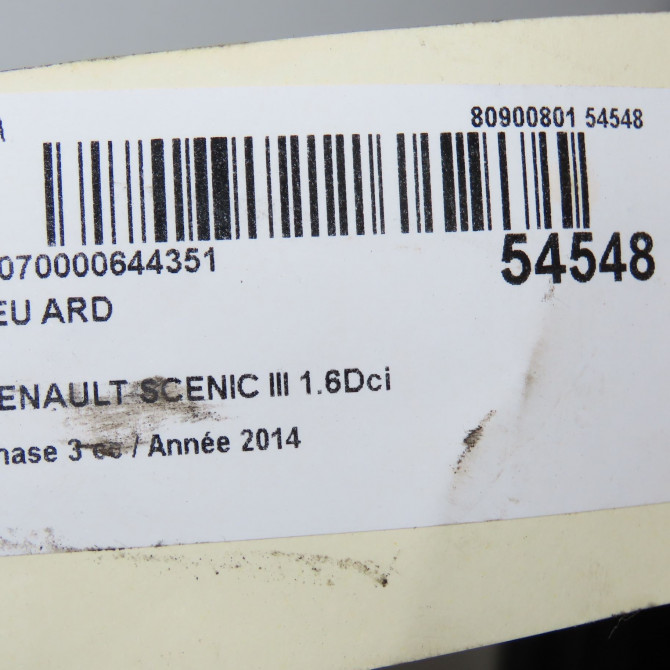 80900801 54548
070000644351
54548
EU ARD
ENAULT SCENIC III 1.6Dci
hase 3 / Année 2014